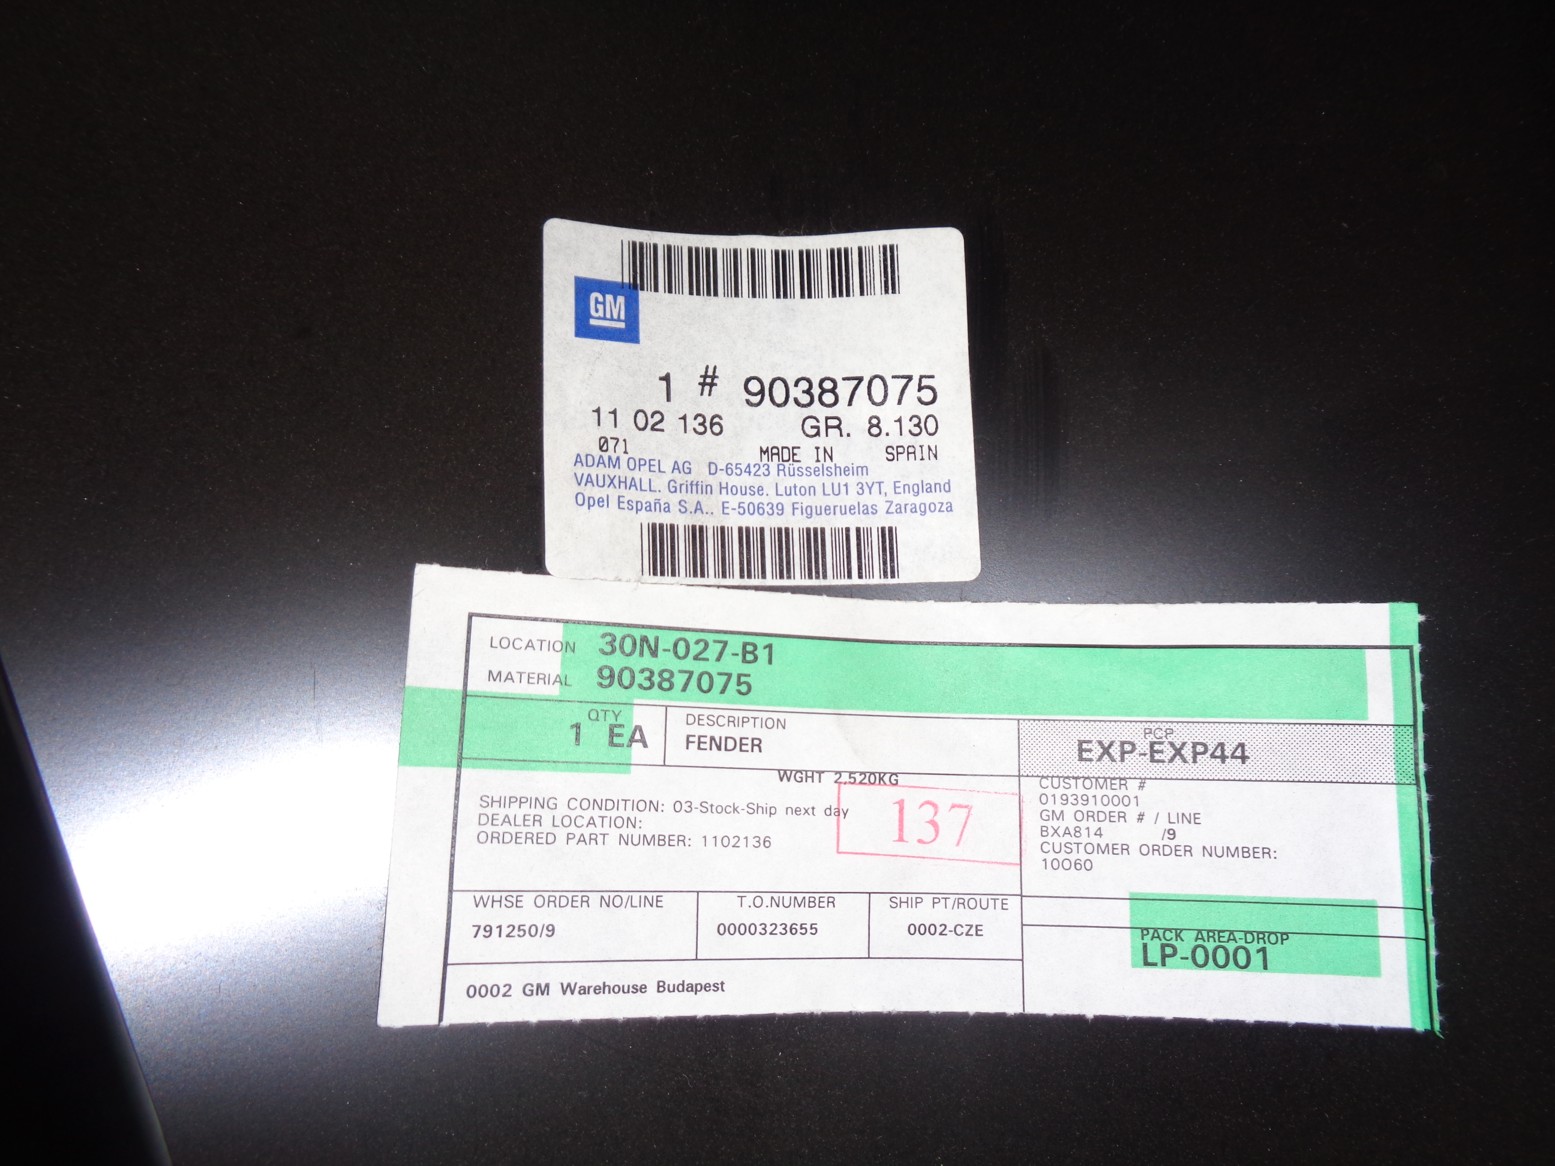 GM
1 # 90387075
11 02 136 GR. 8.130
071 MADE IN SPAIN
ADAM OPEL AG D-65423 Rüsselsheim
VAUXHALL. Griffin House. Luton LU1 3YT, England
Opel España S.A.. E-50639 Figueruelas Zaragoza
LOCATION 30N-027-B1
MATERIAL 90387075
QTY
1 EA
DESCRIPTION
FENDER
PCP
EXP-EXP44
WGHT 2.520KG
SHIPPING CONDITION: 03-Stock-Ship next day
DEALER LOCATION:
ORDERED PART NUMBER: 1102136
137
CUSTOMER #
0193910001
GM ORDER # / LINE
BXA814 /9
CUSTOMER ORDER NUMBER:
10060
WHSE ORDER NO/LINE
791250/9
T.O.NUMBER
0000323655
SHIP PT/ROUTE
0002-CZE
PACK AREA-DROP
LP-0001
0002 GM Warehouse Budapest